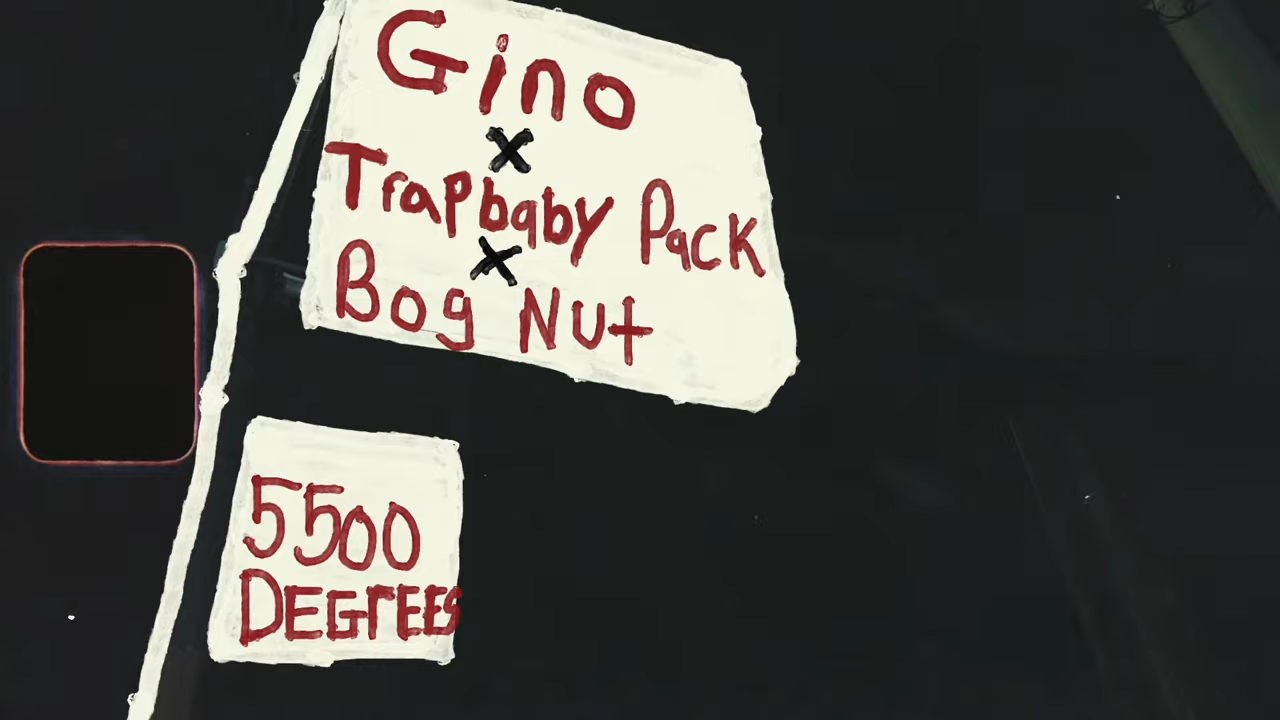 Gino
x
Trapbaby Pack
x
Bog Nut
5500
DEGrEES